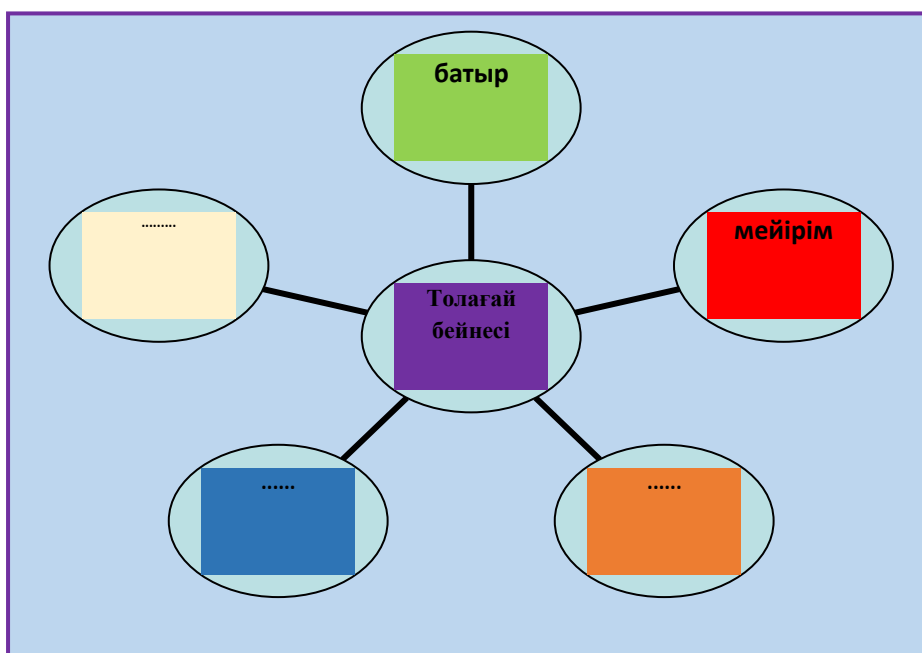 батыр
.........
мейірім
Толағай
бейнесі
......
......